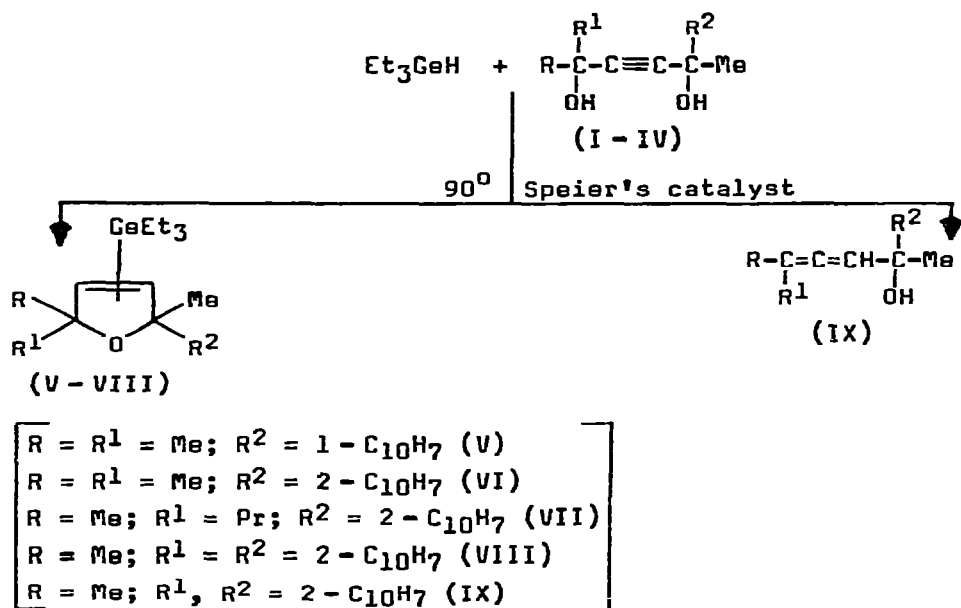 R¹ R²
Et₃GeH + R-C-C≡C-C-Me
OH OH
(I - IV)
90° Speier's catalyst
GeEt₃
R Me
R¹ O R²
(V - VIII)
R²
R-C=C=CH-C-Me
R¹ OH
(IX)
R = R¹ = Me; R² = 1-C₁₀H₇ (V)
R = R¹ = Me; R² = 2-C₁₀H₇ (VI)
R = Me; R¹ = Pr; R² = 2-C₁₀H₇ (VII)
R = Me; R¹ = R² = 2-C₁₀H₇ (VIII)
R = Me; R¹, R² = 2-C₁₀H₇ (IX)